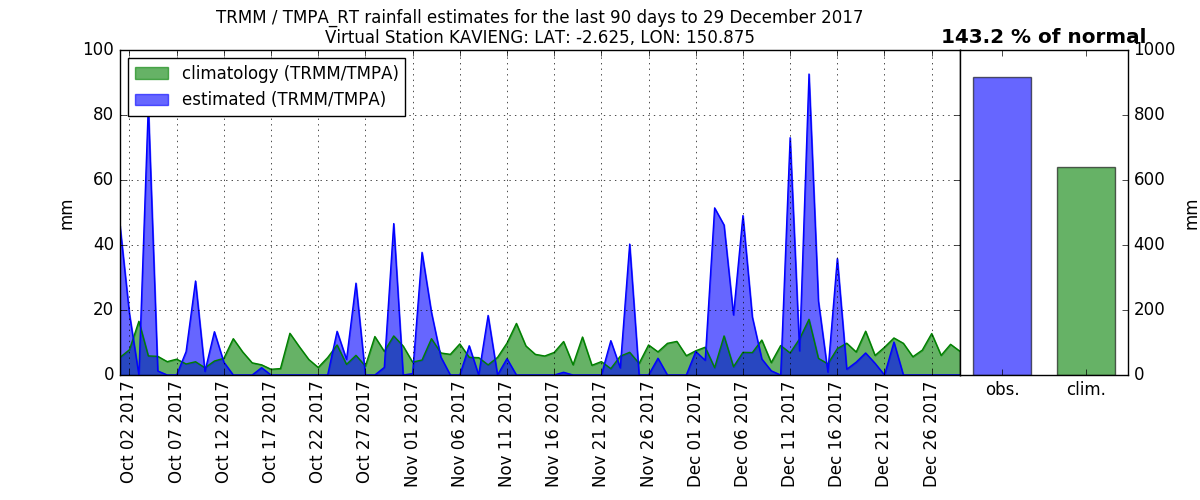 TRMM / TMPA_RT rainfall estimates for the last 90 days to 29 December 2017
Virtual Station KAVIENG: LAT: -2.625, LON: 150.875
143.2 % of normal
climatology (TRMM/TMPA)
estimated (TRMM/TMPA)
100
80
60
40
20
0
mm
1000
800
600
400
200
0
mm
Oct 02 2017
Oct 07 2017
Oct 12 2017
Oct 17 2017
Oct 22 2017
Oct 27 2017
Nov 01 2017
Nov 06 2017
Nov 11 2017
Nov 16 2017
Nov 21 2017
Nov 26 2017
Dec 01 2017
Dec 06 2017
Dec 11 2017
Dec 16 2017
Dec 21 2017
Dec 26 2017
obs.
clim.